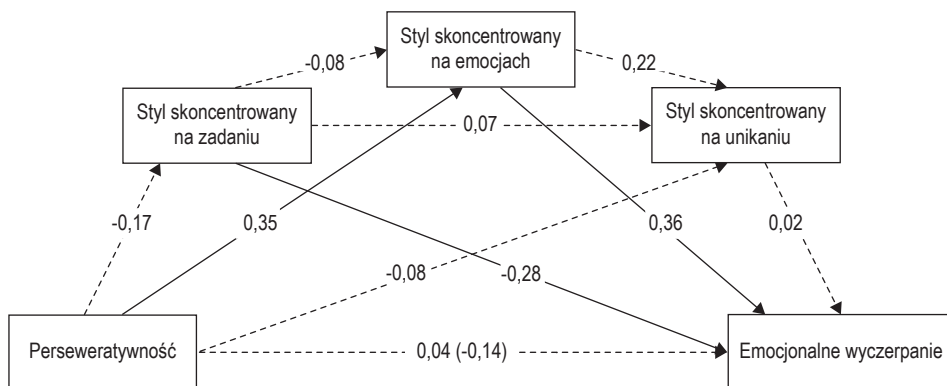 Styl skoncentrowany
na emocjach
-0,08
0,22
Styl skoncentrowany
na zadaniu
0,07
Styl skoncentrowany
na unikaniu
-0,17
0,35
0,36
0,02
-0,08
-0,28
Perseweratywność
0,04 (-0,14)
Emocjonalne wyczerpanie